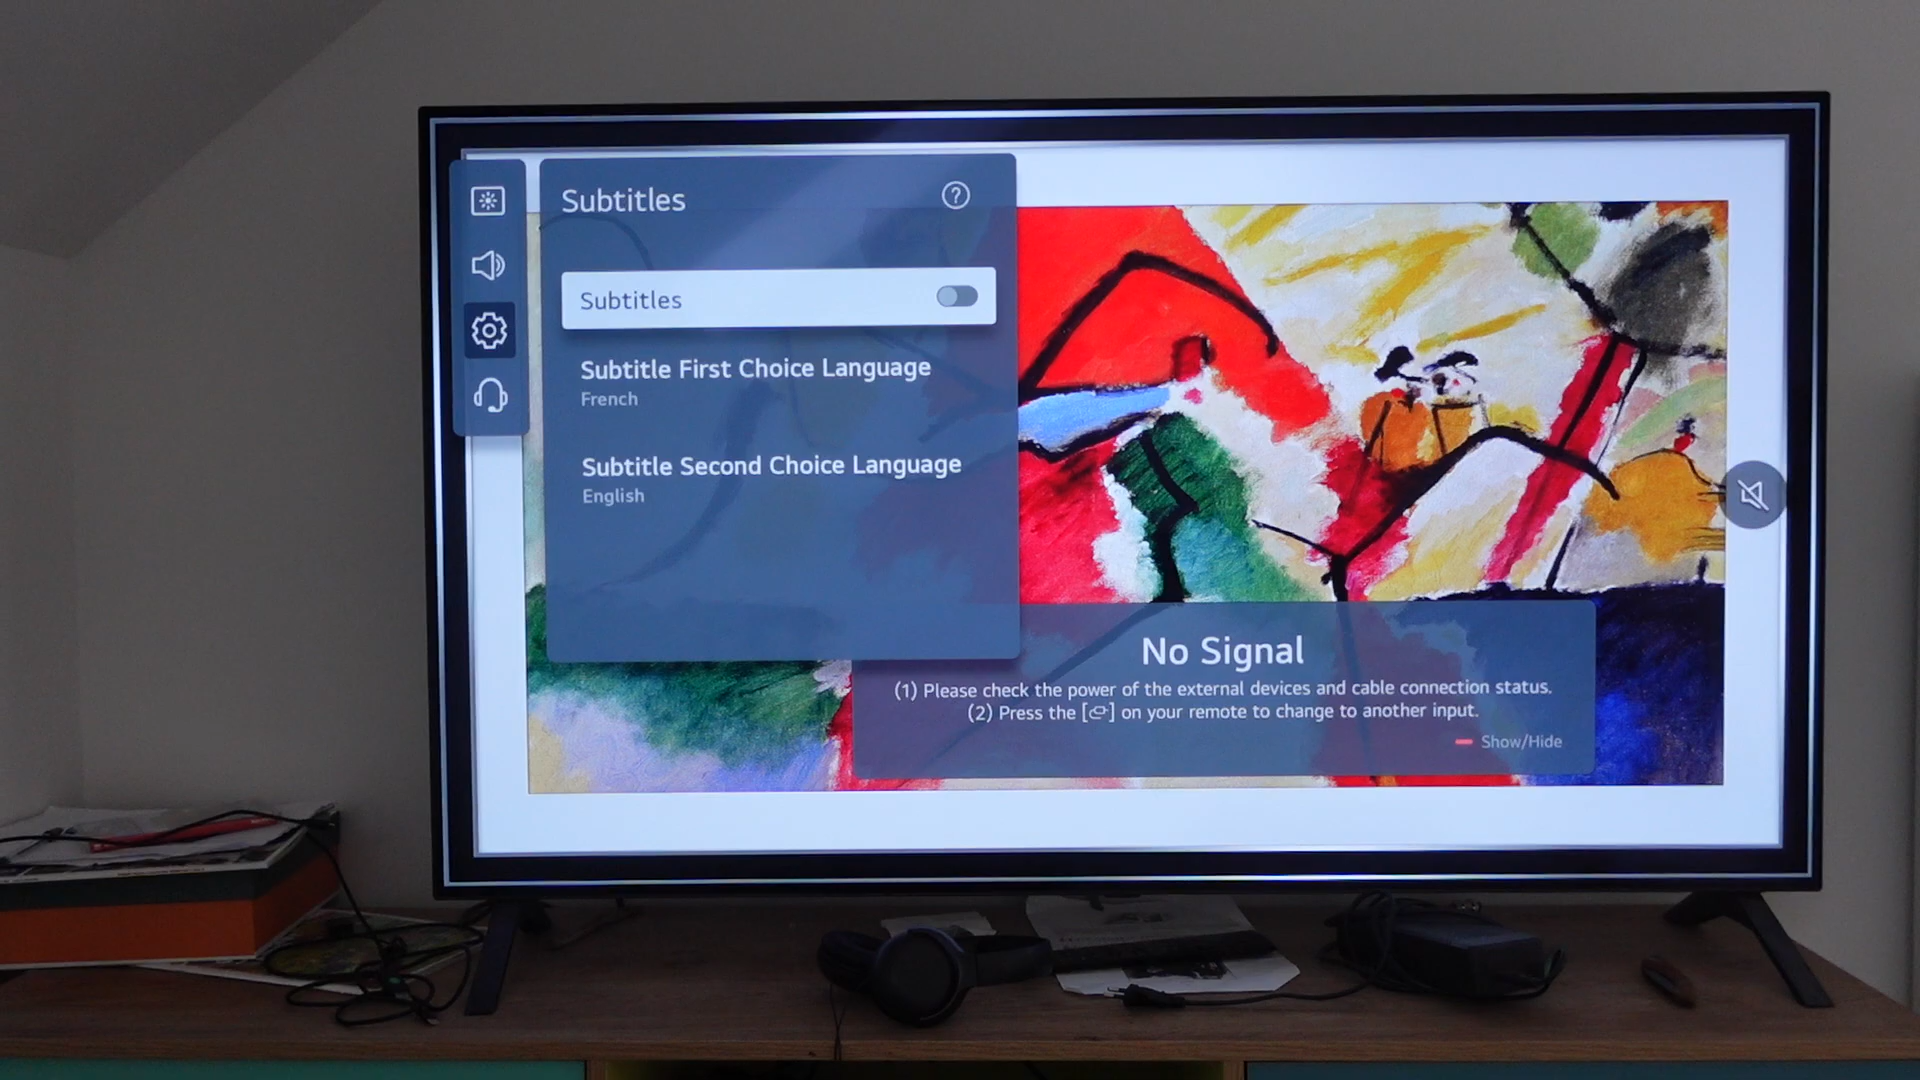 Subtitles
Subtitles
Subtitle First Choice Language
French
Subtitle Second Choice Language
English
No Signal
(1) Please check the power of the external devices and cable connection status.
(2) Press the [⮺] on your remote to change to another input.
Show/Hide